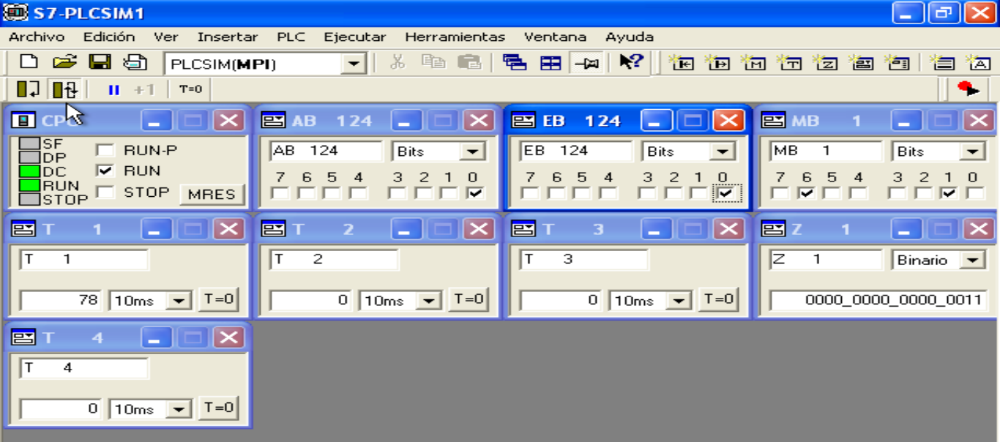 S7-PLCSIM1
Archivo Edición Ver Insertar PLC Ejecutar Herramientas Ventana Ayuda
PLCSIM(MPI)
+1 T=0
CPU
SF
DP
DC
RUN
STOP
RUN-P
RUN
STOP
MRES
AB 124
AB 124 Bits
7 6 5 4 3 2 1 0
EB 124
EB 124 Bits
7 6 5 4 3 2 1 0
MB 1
MB 1 Bits
7 6 5 4 3 2 1 0
T 1
T 1
78 10ms T=0
T 2
T 2
0 10ms T=0
T 3
T 3
0 10ms T=0
Z 1
Z 1 Binario
0000_0000_0000_0011
T 4
T 4
0 10ms T=0